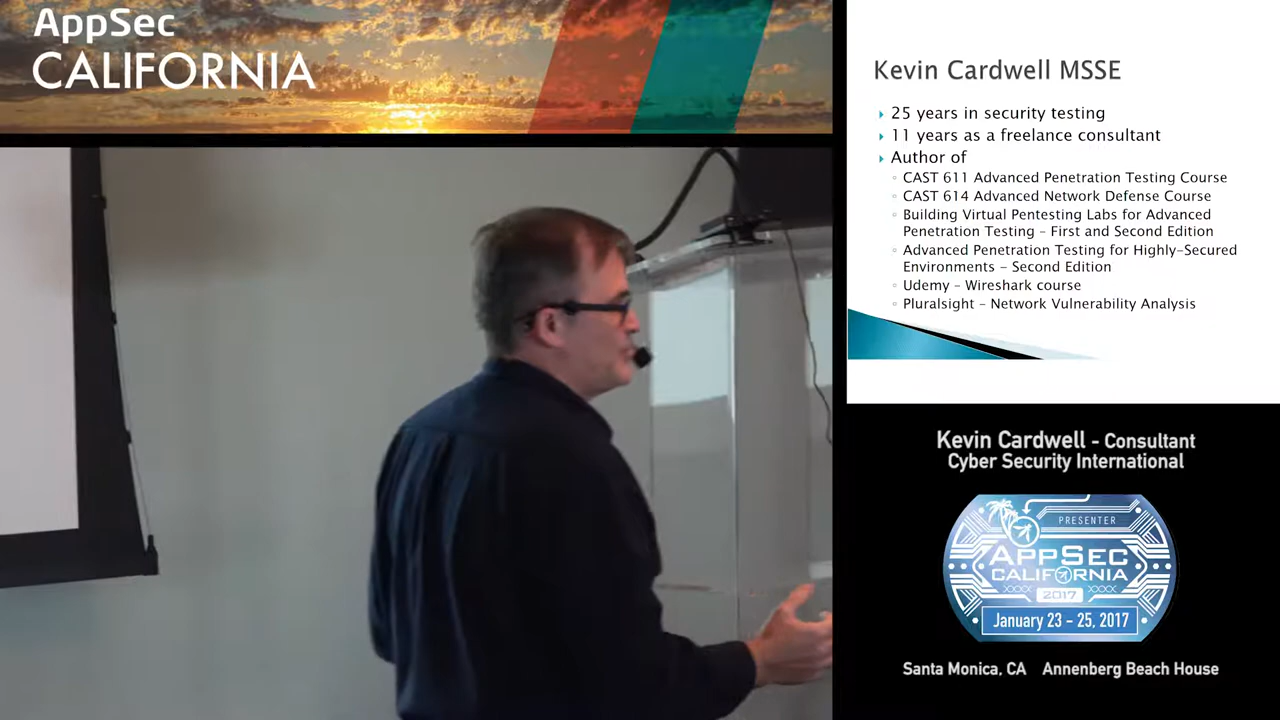 AppSec
CALIFORNIA
Kevin Cardwell MSSE
25 years in security testing
11 years as a freelance consultant
Author of
CAST 611 Advanced Penetration Testing Course
CAST 614 Advanced Network Defense Course
Building Virtual Pentesting Labs for Advanced
Penetration Testing – First and Second Edition
Advanced Penetration Testing for Highly-Secured
Environments – Second Edition
Udemy – Wireshark course
Pluralsight – Network Vulnerability Analysis
Kevin Cardwell - Consultant
Cyber Security International
PRESENTER
APPSEC
CALIFORNIA
2017
January 23 - 25, 2017
Santa Monica, CA Annenberg Beach House